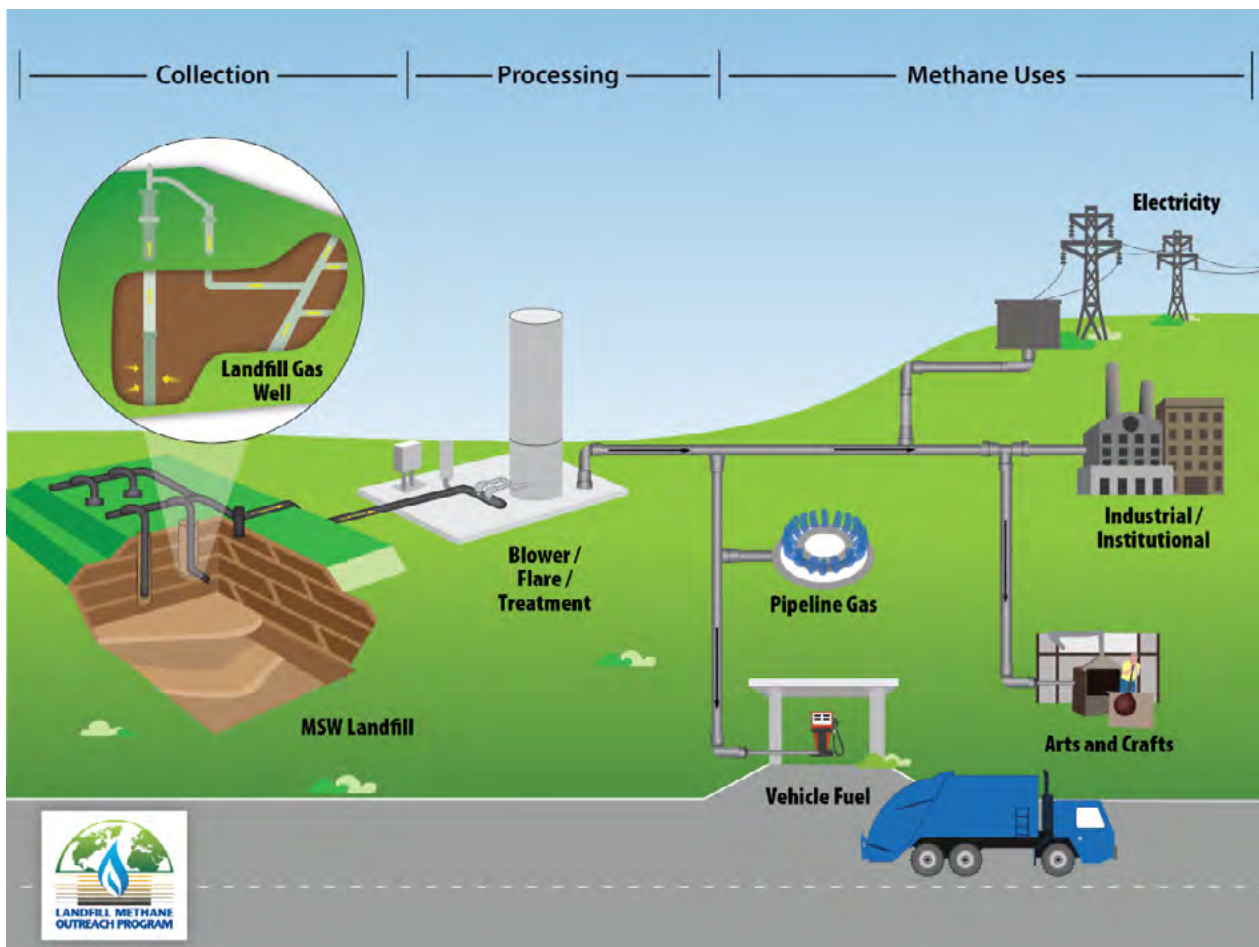 Collection
Processing
Methane Uses
Landfill Gas
Well
MSW Landfill
Blower /
Flare /
Treatment
Electricity
Industrial /
Institutional
Pipeline Gas
Arts and Crafts
Vehicle Fuel
LANDFILL METHANE
OUTREACH PROGRAM